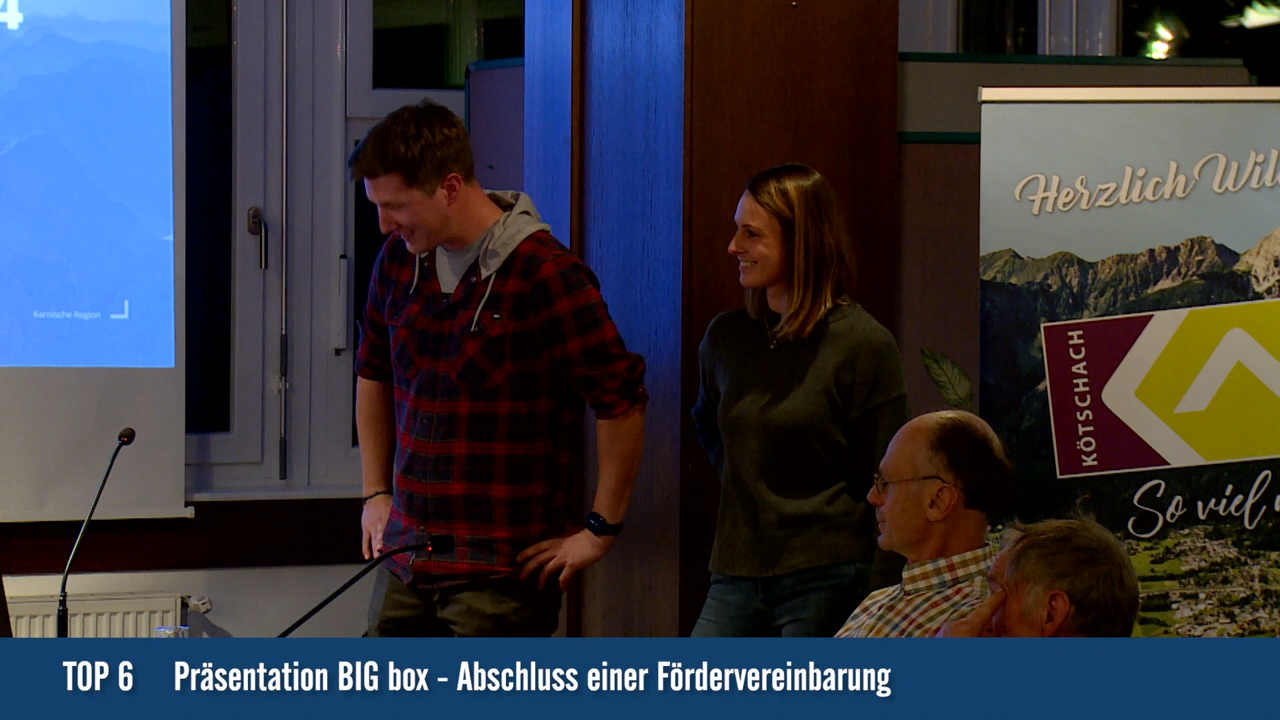 4
Karnische Region
Herzlich Wil
KÖTSCHACH
So viel,
TOP 6 Präsentation BIG box - Abschluss einer Fördervereinbarung